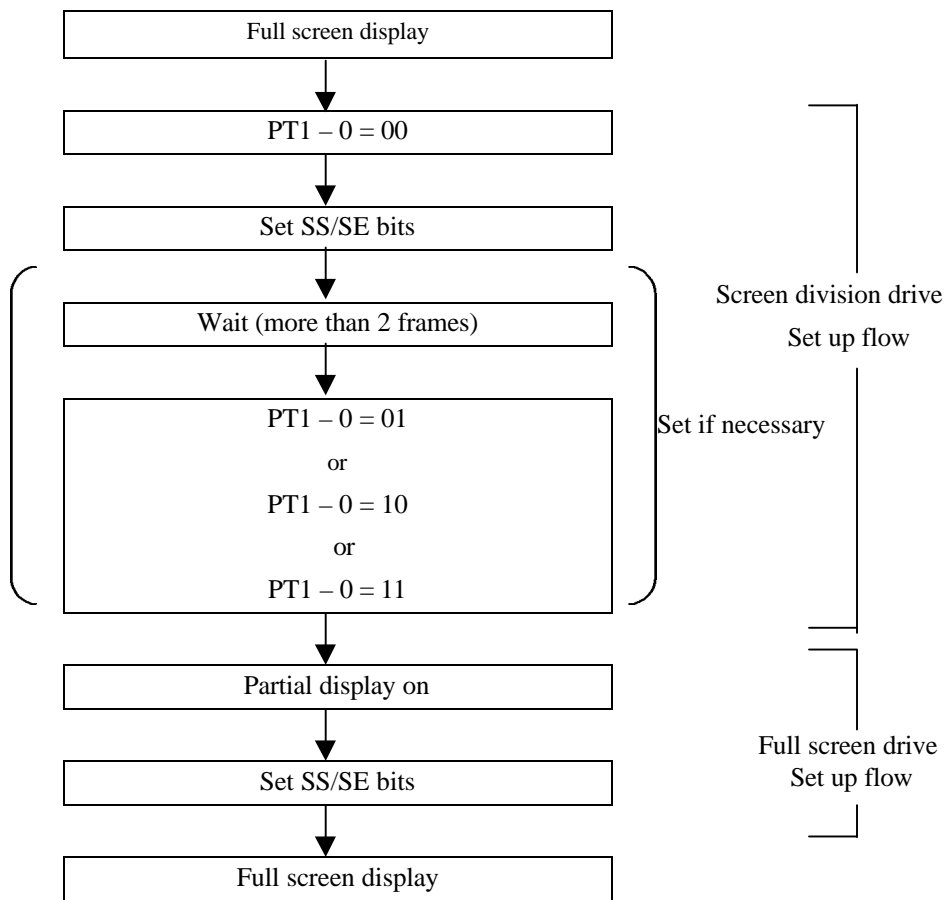 Full screen display
PT1 – 0 = 00
Set SS/SE bits
Wait (more than 2 frames)
PT1 – 0 = 01
or
PT1 – 0 = 10
or
PT1 – 0 = 11
Set if necessary
Screen division drive
Set up flow
Partial display on
Set SS/SE bits
Full screen display
Full screen drive
Set up flow